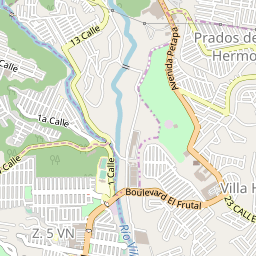 13 Calle
Avenida Petapa
Prados de
Hermo
1a Calle
Calle
1 Calle
Boulevard El Frutal
Villa H
23 CALLE
Z. 5 VN
Río Vil